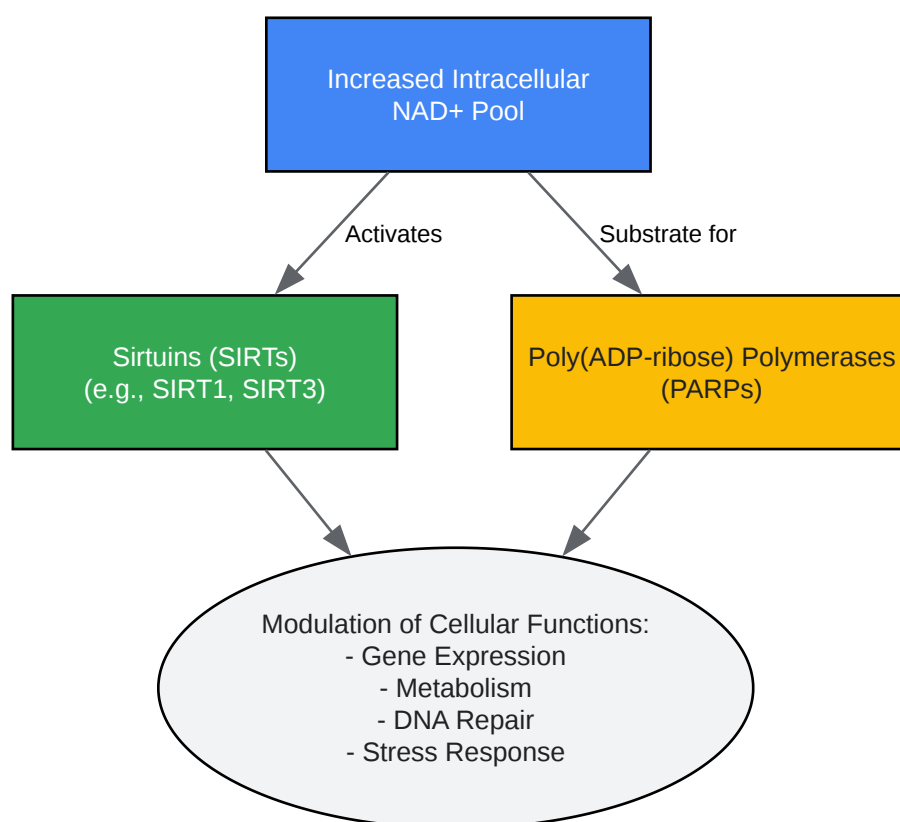 Increased Intracellular
NAD+ Pool
Activates
Substrate for
Sirtuins (SIRTs)
(e.g., SIRT1, SIRT3)
Poly(ADP-ribose) Polymerases
(PARPs)
Modulation of Cellular Functions:
- Gene Expression
- Metabolism
- DNA Repair
- Stress Response